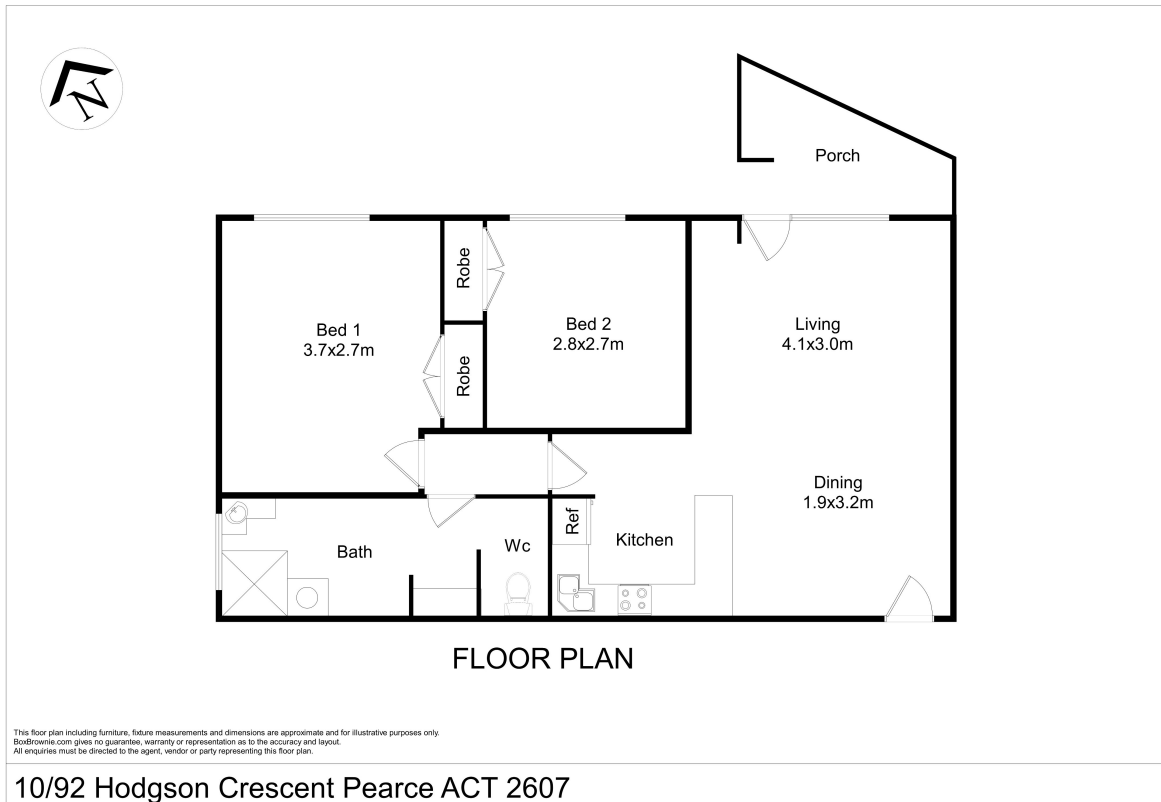 N
Porch
Robe
Bed 1
3.7x2.7m
Bed 2
2.8x2.7m
Living
4.1x3.0m
Robe
Dining
1.9x3.2m
Ref
Kitchen
Wc
Bath
FLOOR PLAN
This floor plan including furniture, fixture measurements and dimensions are approximate and for illustrative purposes only.
BoxBrownie.com gives no guarantee, warranty or representation as to the accuracy and layout.
All enquiries must be directed to the agent, vendor or party representing this floor plan.
10/92 Hodgson Crescent Pearce ACT 2607